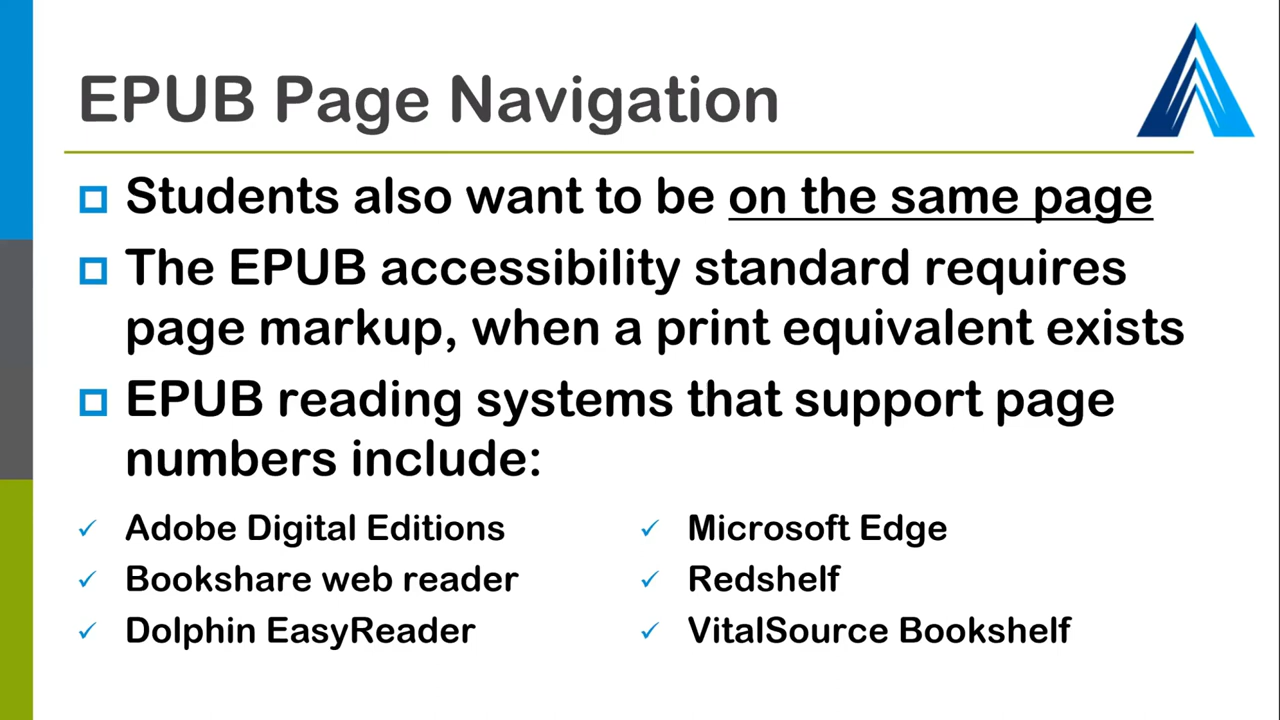 EPUB Page Navigation
Students also want to be on the same page
The EPUB accessibility standard requires
page markup, when a print equivalent exists
EPUB reading systems that support page
numbers include:
Adobe Digital Editions
Bookshare web reader
Dolphin EasyReader
Microsoft Edge
Redshelf
VitalSource Bookshelf